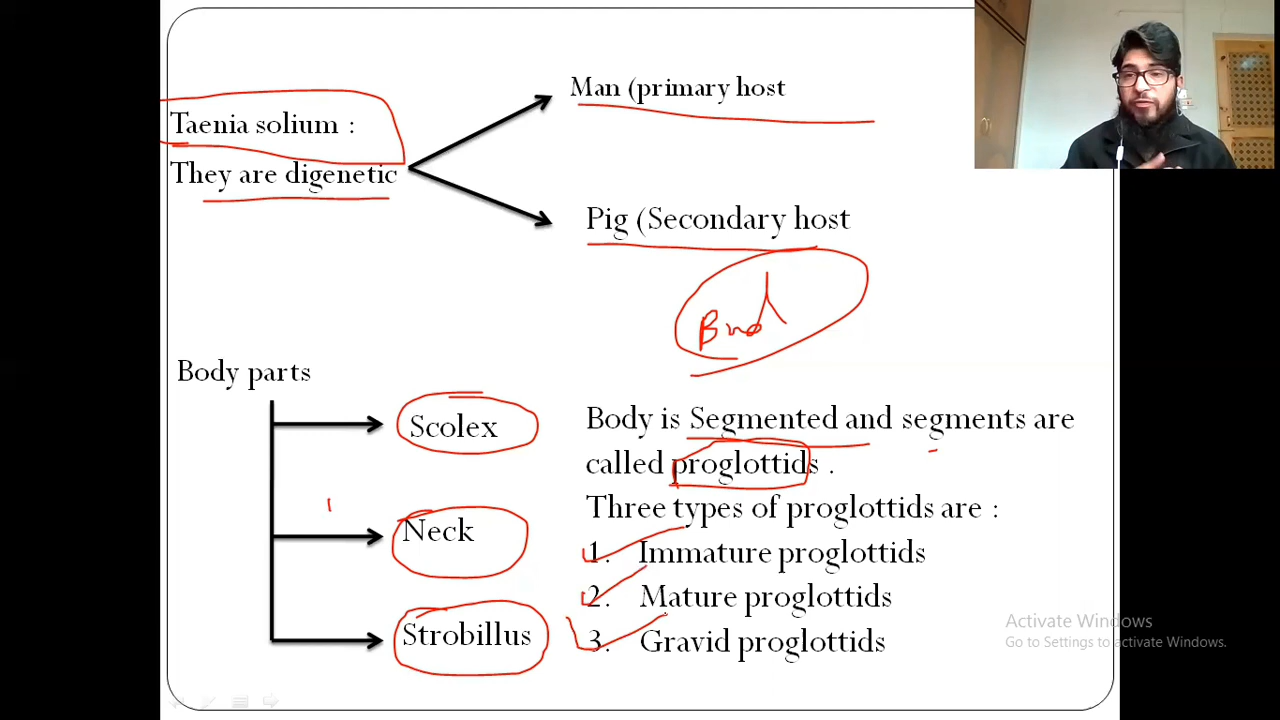 Taenia solium :
They are digenetic
Man (primary host
Pig (Secondary host
Body parts
Scolex
Neck
Strobillus
Body is Segmented and segments are
called proglottids .
Three types of proglottids are :
1. Immature proglottids
2. Mature proglottids
3. Gravid proglottids
Activate Windows
Go to Settings to activate Windows.